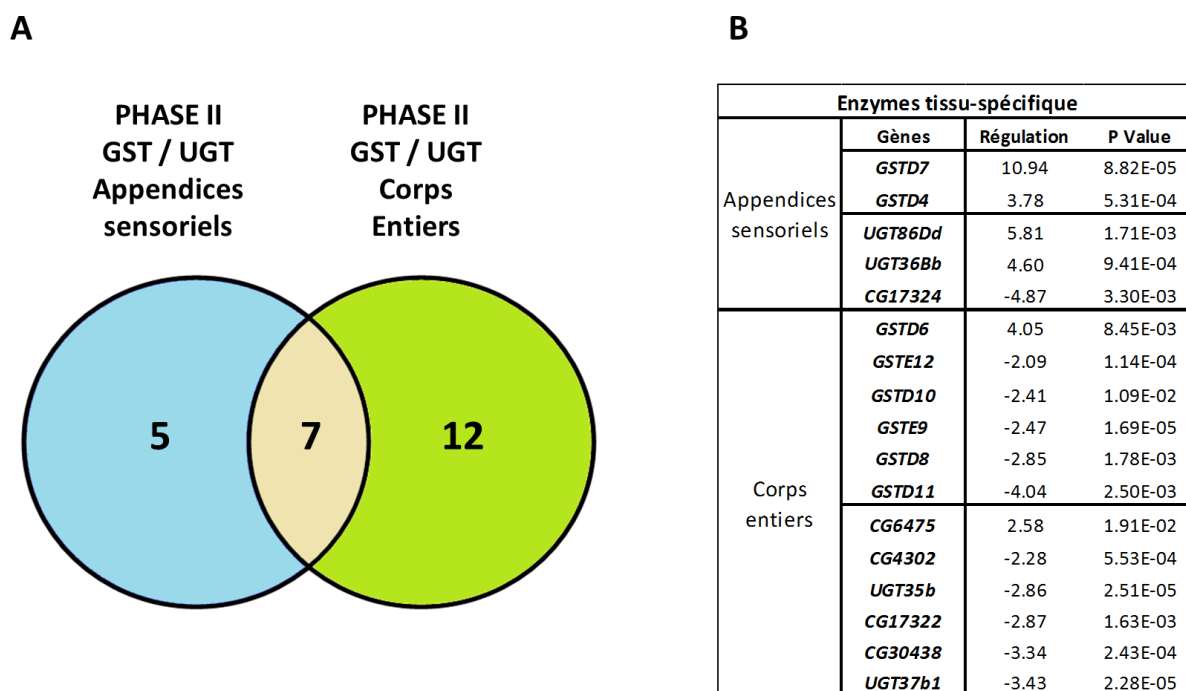 A
B
PHASE II
GST / UGT
Appendices
sensoriels
PHASE II
GST / UGT
Corps
Entiers
5
7
12
Enzymes tissu-spécifique
Gènes Régulation P Value
Appendices
sensoriels
GSTD7 10.94 8.82E-05
GSTD4 3.78 5.31E-04
UGT86Dd 5.81 1.71E-03
UGT36Bb 4.60 9.41E-04
CG17324 -4.87 3.30E-03
Corps
entiers
GSTD6 4.05 8.45E-03
GSTE12 -2.09 1.14E-04
GSTD10 -2.41 1.09E-02
GSTE9 -2.47 1.69E-05
GSTD8 -2.85 1.78E-03
GSTD11 -4.04 2.50E-03
CG6475 2.58 1.91E-02
CG4302 -2.28 5.53E-04
UGT35b -2.86 2.51E-05
CG17322 -2.87 1.63E-03
CG30438 -3.34 2.43E-04
UGT37b1 -3.43 2.28E-05